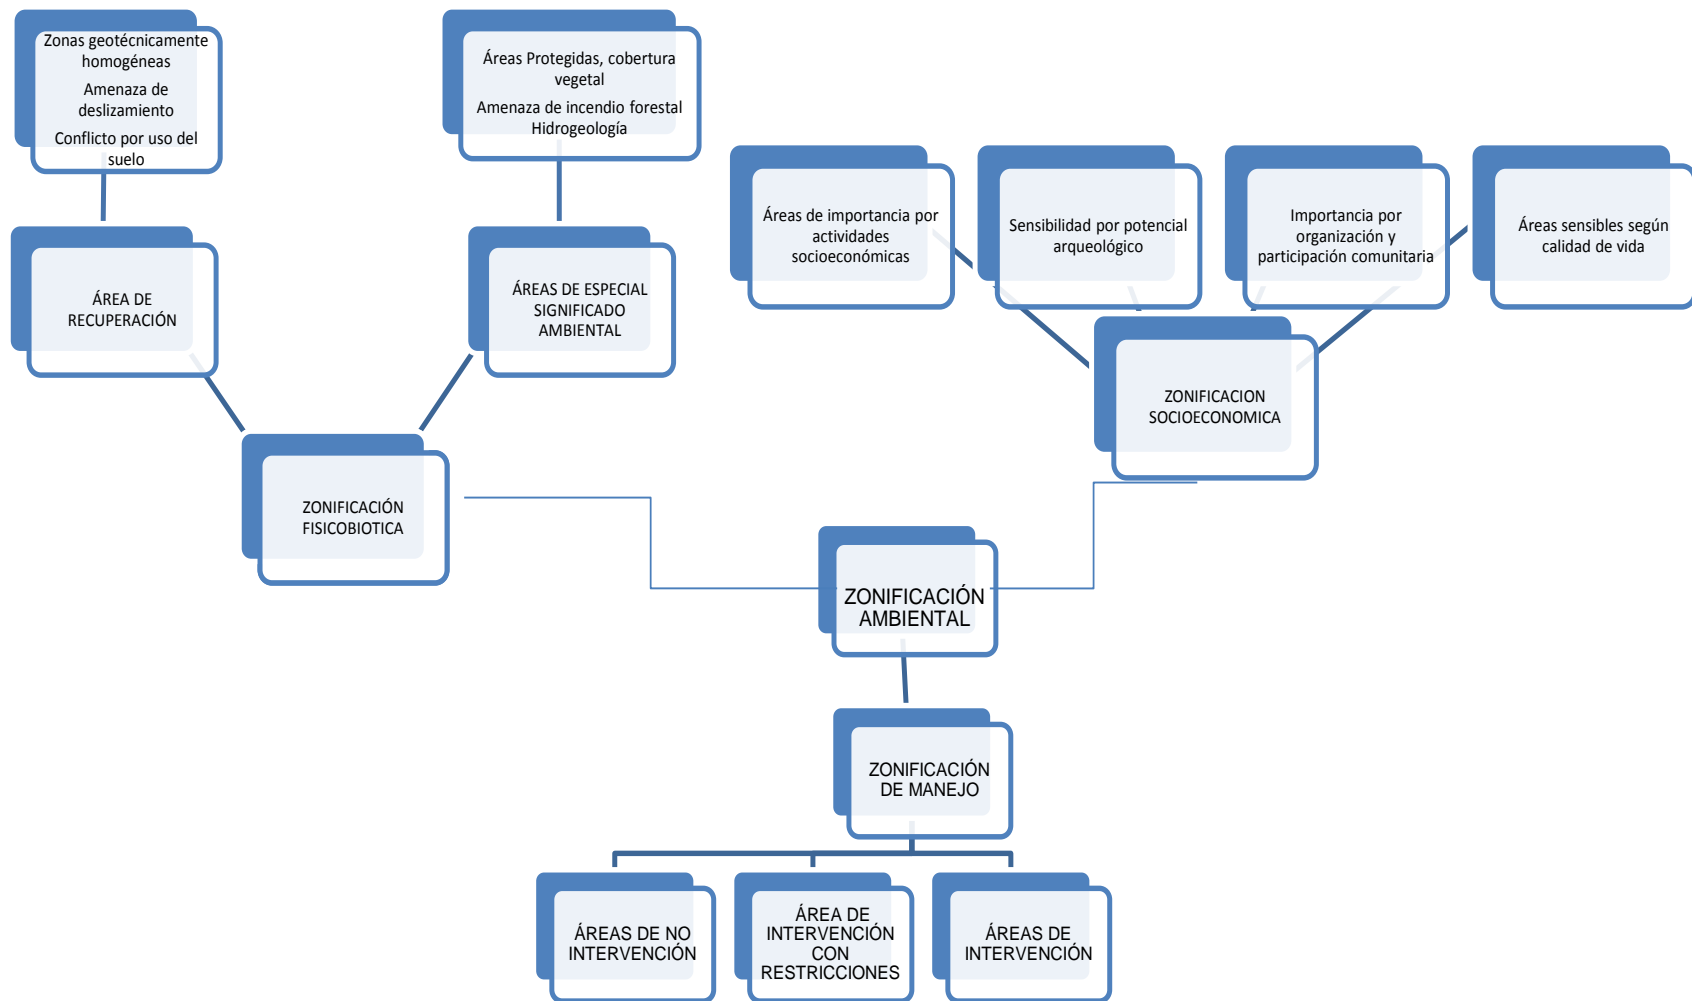 Zonas geotécnicamente
homogéneas
Amenaza de
deslizamiento
Conflicto por uso del
suelo
Áreas Protegidas, cobertura
vegetal
Amenaza de incendio forestal
Hidrogeología
Áreas de importancia por
actividades
socioeconómicas
Sensibilidad por potencial
arqueológico
Importancia por
organización y
participación comunitaria
Áreas sensibles según
calidad de vida
ÁREA DE
RECUPERACIÓN
ÁREAS DE ESPECIAL
SIGNIFICADO
AMBIENTAL
ZONIFICACION
SOCIOECONOMICA
ZONIFICACIÓN
FISICOBIOTICA
ZONIFICACIÓN
AMBIENTAL
ZONIFICACIÓN
DE MANEJO
ÁREAS DE NO
INTERVENCIÓN
ÁREA DE
INTERVENCIÓN
CON
RESTRICCIONES
ÁREAS DE
INTERVENCIÓN